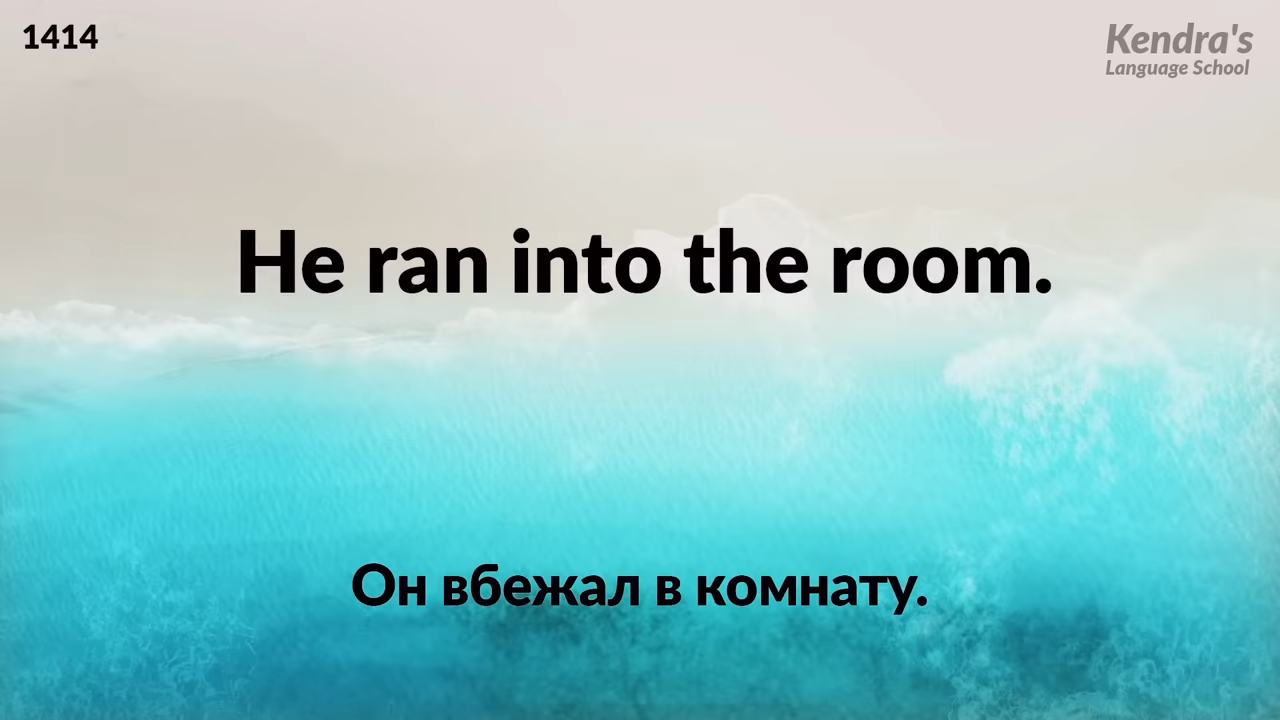 1414
Kendra's
Language School
He ran into the room.
Он вбежал в комнату.